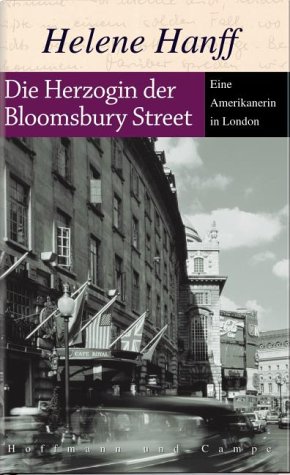 Helene Hanff
Die Herzogin der
Bloomsbury Street
Eine
Amerikanerin
in London
CAFE ROYAL
Hoffmann und Campe